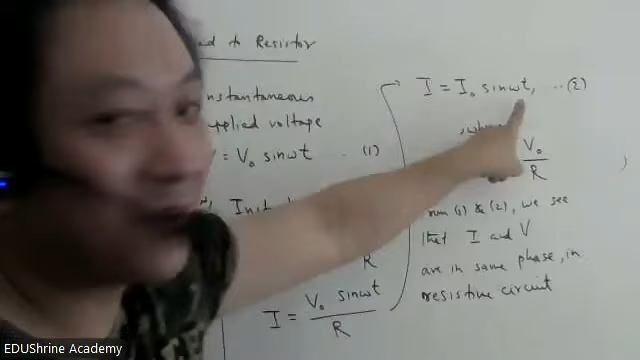 to Resistor
instantaneous
applied voltage
= V₀ sinωt ... (1)
R
I = V₀ sinωt / R
I = I₀ sinωt, ... (2)
V₀ / R
(1) & (2), we see
that I and V
are in same phase, in
resistive circuit
EDUShrine Academy